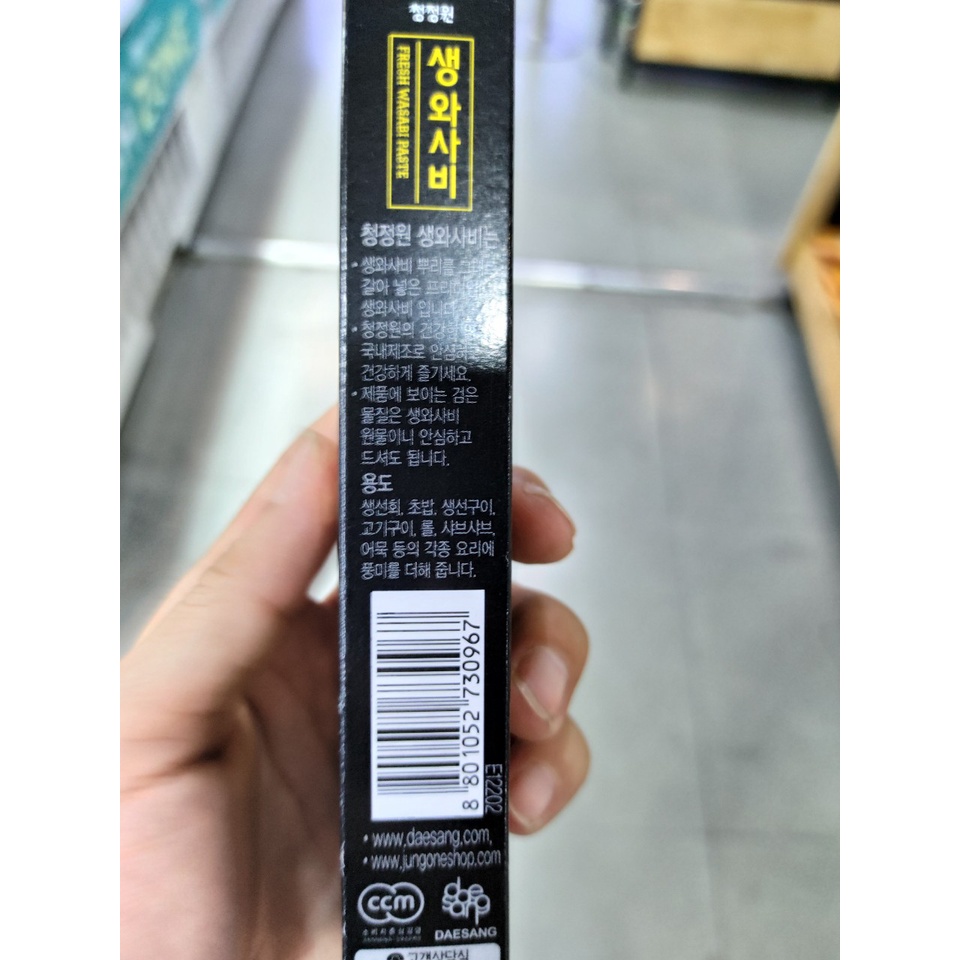 청정원
생와사비
FRESH WASABI PASTE
청정원 생와사비는
• 생와사비 뿌리를
갈아 넣은
생와사비 입니다.
• 청정원의
국내제조로
건강하게 즐기세요.
• 제품에 보이는 검은
물질은 생와사비
원물이니 안심하고
드셔도 됩니다.
용도
생선회, 초밥, 생선구이,
고기구이, 롤, 샤브샤브,
어묵 등의 각종 요리에
풍미를 더해 줍니다.
8 801052 730967
E12202
• www.daesang.com,
• www.jungoneshop.com
ccm
daesang
DAESANG
고객상담실